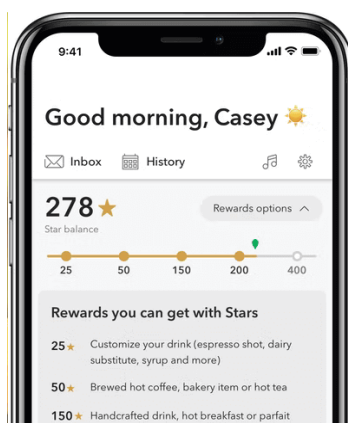 9:41
Good morning, Casey
Inbox History
278
Rewards options
Star balance
25 50 150 200 400
Rewards you can get with Stars
25 Customize your drink (espresso shot, dairy
substitute, syrup and more)
50 Brewed hot coffee, bakery item or hot tea
150 Handcrafted drink, hot breakfast or parfait